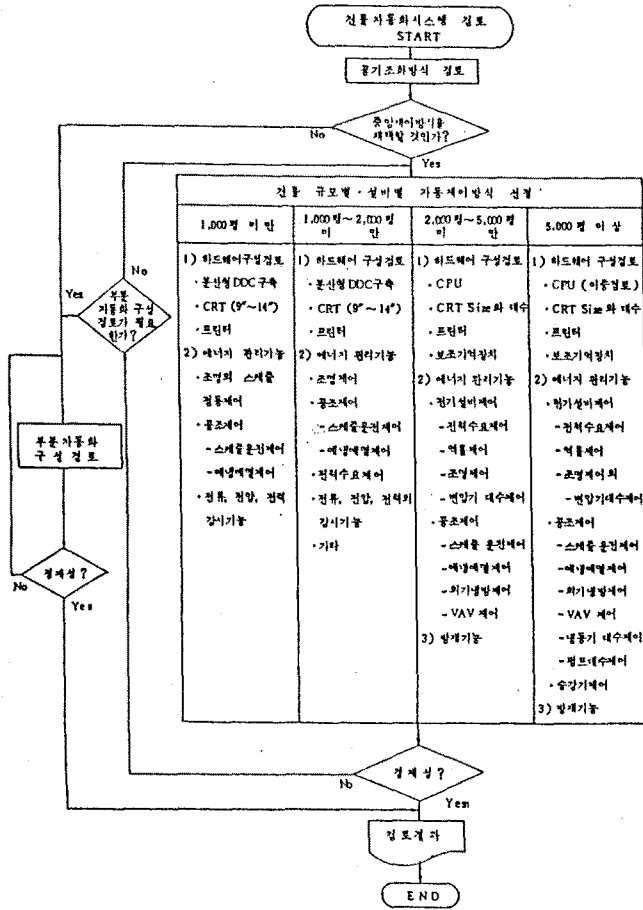 건물자동화시스템 검토
START
공기조화방식 검토
중앙제어방식을
채택할 것인가?
No
Yes
건물 규모별·설비별 자동제어방식 선정
1,000평 미만
1) 하드웨어구성검토
·분산형DDC구축
·CRT (9"~14")
·프린터
2) 에너지 관리기능
·조명의 스케쥴
점동제어
·공조제어
-스케쥴운전제어
-예냉예열제어
·전류, 전압, 전력
감시기능
1,000평~2,000평
미 만
1) 하드웨어 구성검토
·분산형DDC구축
·CRT (9"~14")
·프린터
2) 에너지 관리기능
·조명제어
·공조제어
-스케쥴운전제어
-예냉예열제어
·전력수요제어
·전류, 전압, 전력의
감시기능
·기타
2,000평~5,000평
미 만
1) 하드웨어 구성검토
·CPU
·CRT Size와 대수
·프린터
·보조기억장치
2) 에너지 관리기능
·전기설비제어
-전력수요제어
-역률제어
-조명제어
-변압기 대수제어
·공조제어
-스케쥴 운전제어
-예냉예열제어
-외기냉방제어
-VAV 제어
3) 방재기능
5,000평 이상
1) 하드웨어 구성검토
·CPU (이중검토)
·CRT Size와 대수
·프린터
·보조기억장치
2) 에너지 관리기능
·전기설비제어
-전력수요제어
-역률제어
-조명제어외
-변압기대수제어
·공조제어
-스케쥴운전제어
-예냉예열제어
-외기냉방제어
-VAV 제어
-냉동기 대수제어
-펌프대수제어
·승강기제어
3) 방재기능
No
Yes
부분
자동화 구성
검토가 필요
한가?
부분자동화
구성검토
경제성?
No
Yes
경제성?
No
Yes
검토결과
END